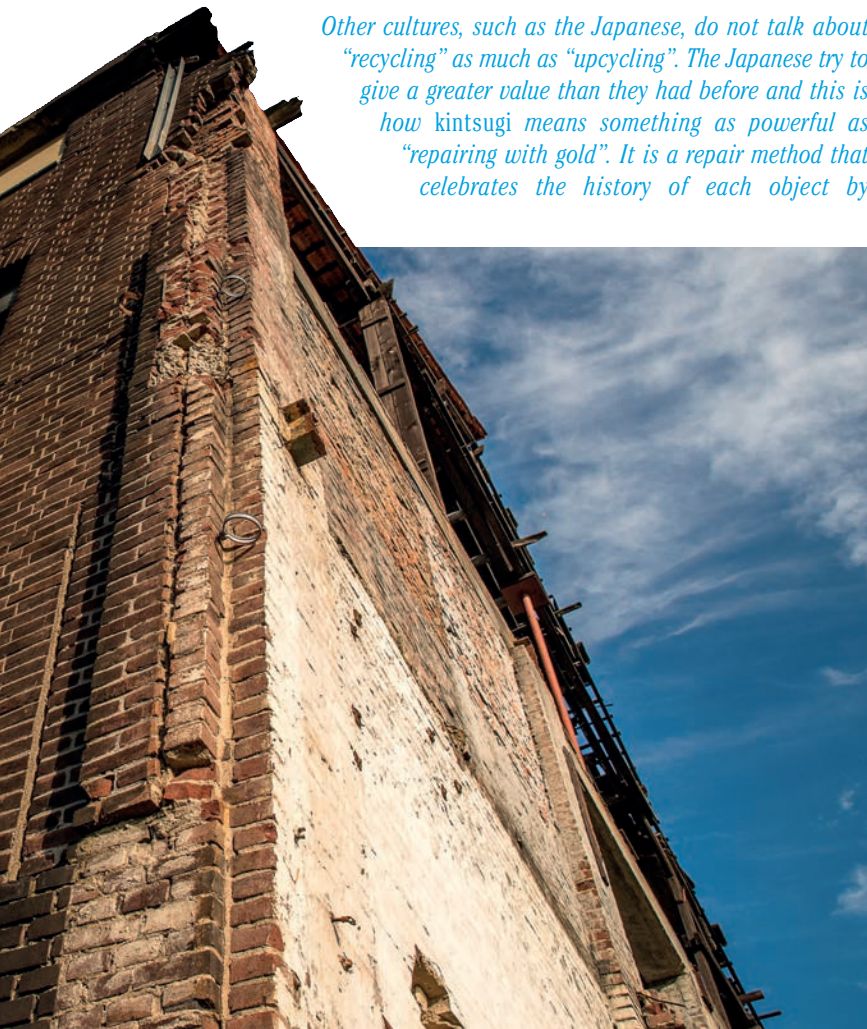 Other cultures, such as the Japanese, do not talk about
“recycling” as much as “upcycling”. The Japanese try to
give a greater value than they had before and this is
how kintsugi means something as powerful as
“repairing with gold”. It is a repair method that
celebrates the history of each object by